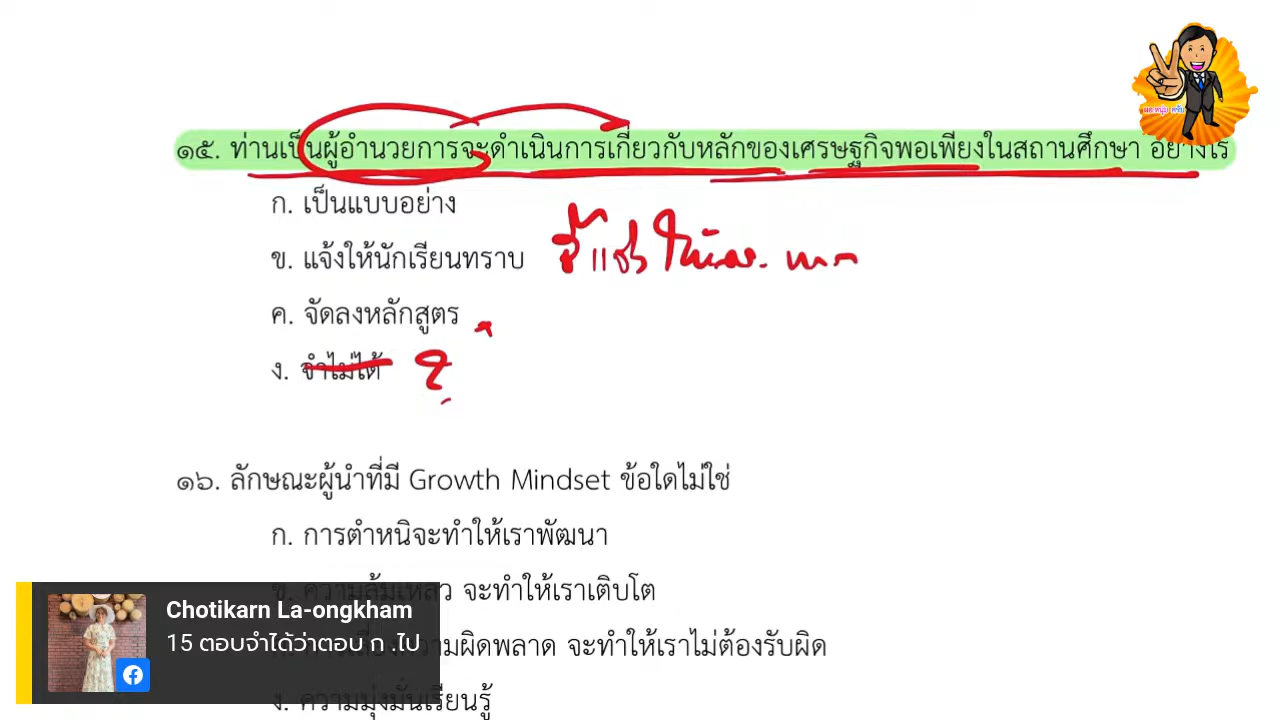 ๑๕. ท่านเป็นผู้อำนวยการจะดำเนินการเกี่ยวกับหลักของเศรษฐกิจพอเพียงในสถานศึกษา อย่างไร
ก. เป็นแบบอย่าง
ข. แจ้งให้นักเรียนทราบ
ค. จัดลงหลักสูตร
ง. จำไม่ได้
๑๖. ลักษณะผู้นำที่มี Growth Mindset ข้อใดไม่ใช่
ก. การตำหนิจะทำให้เราพัฒนา
ข. ความล้มเหลว จะทำให้เราเติบโต
ความผิดพลาด จะทำให้เราไม่ต้องรับผิด
ง. ความมุ่งมั่นเรียนรู้
Chotikarn La-ongkham
15 ตอบจำได้ว่าตอบ ก .ไป